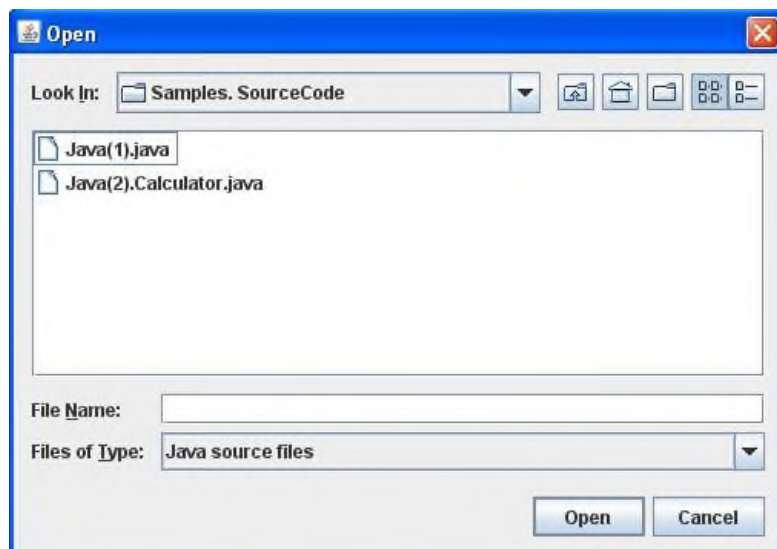 Open
Look In: Samples. SourceCode
Java(1).java
Java(2).Calculator.java
File Name:
Files of Type: Java source files
Open Cancel